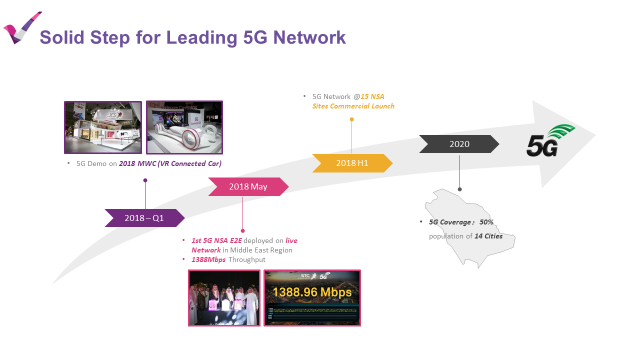 Solid Step for Leading 5G Network
• 5G Network @15 NSA
Sites Commercial Launch
2020
5G
• 5G Demo on 2018 MWC (VR Connected Car)
2018 H1
2018 May
2018 – Q1
• 5G Coverage： 50%
population of 14 Cities
• 1st 5G NSA E2E deployed on live
Network in Middle East Region
• 1388Mbps Throughput
5G
1388.96 Mbps